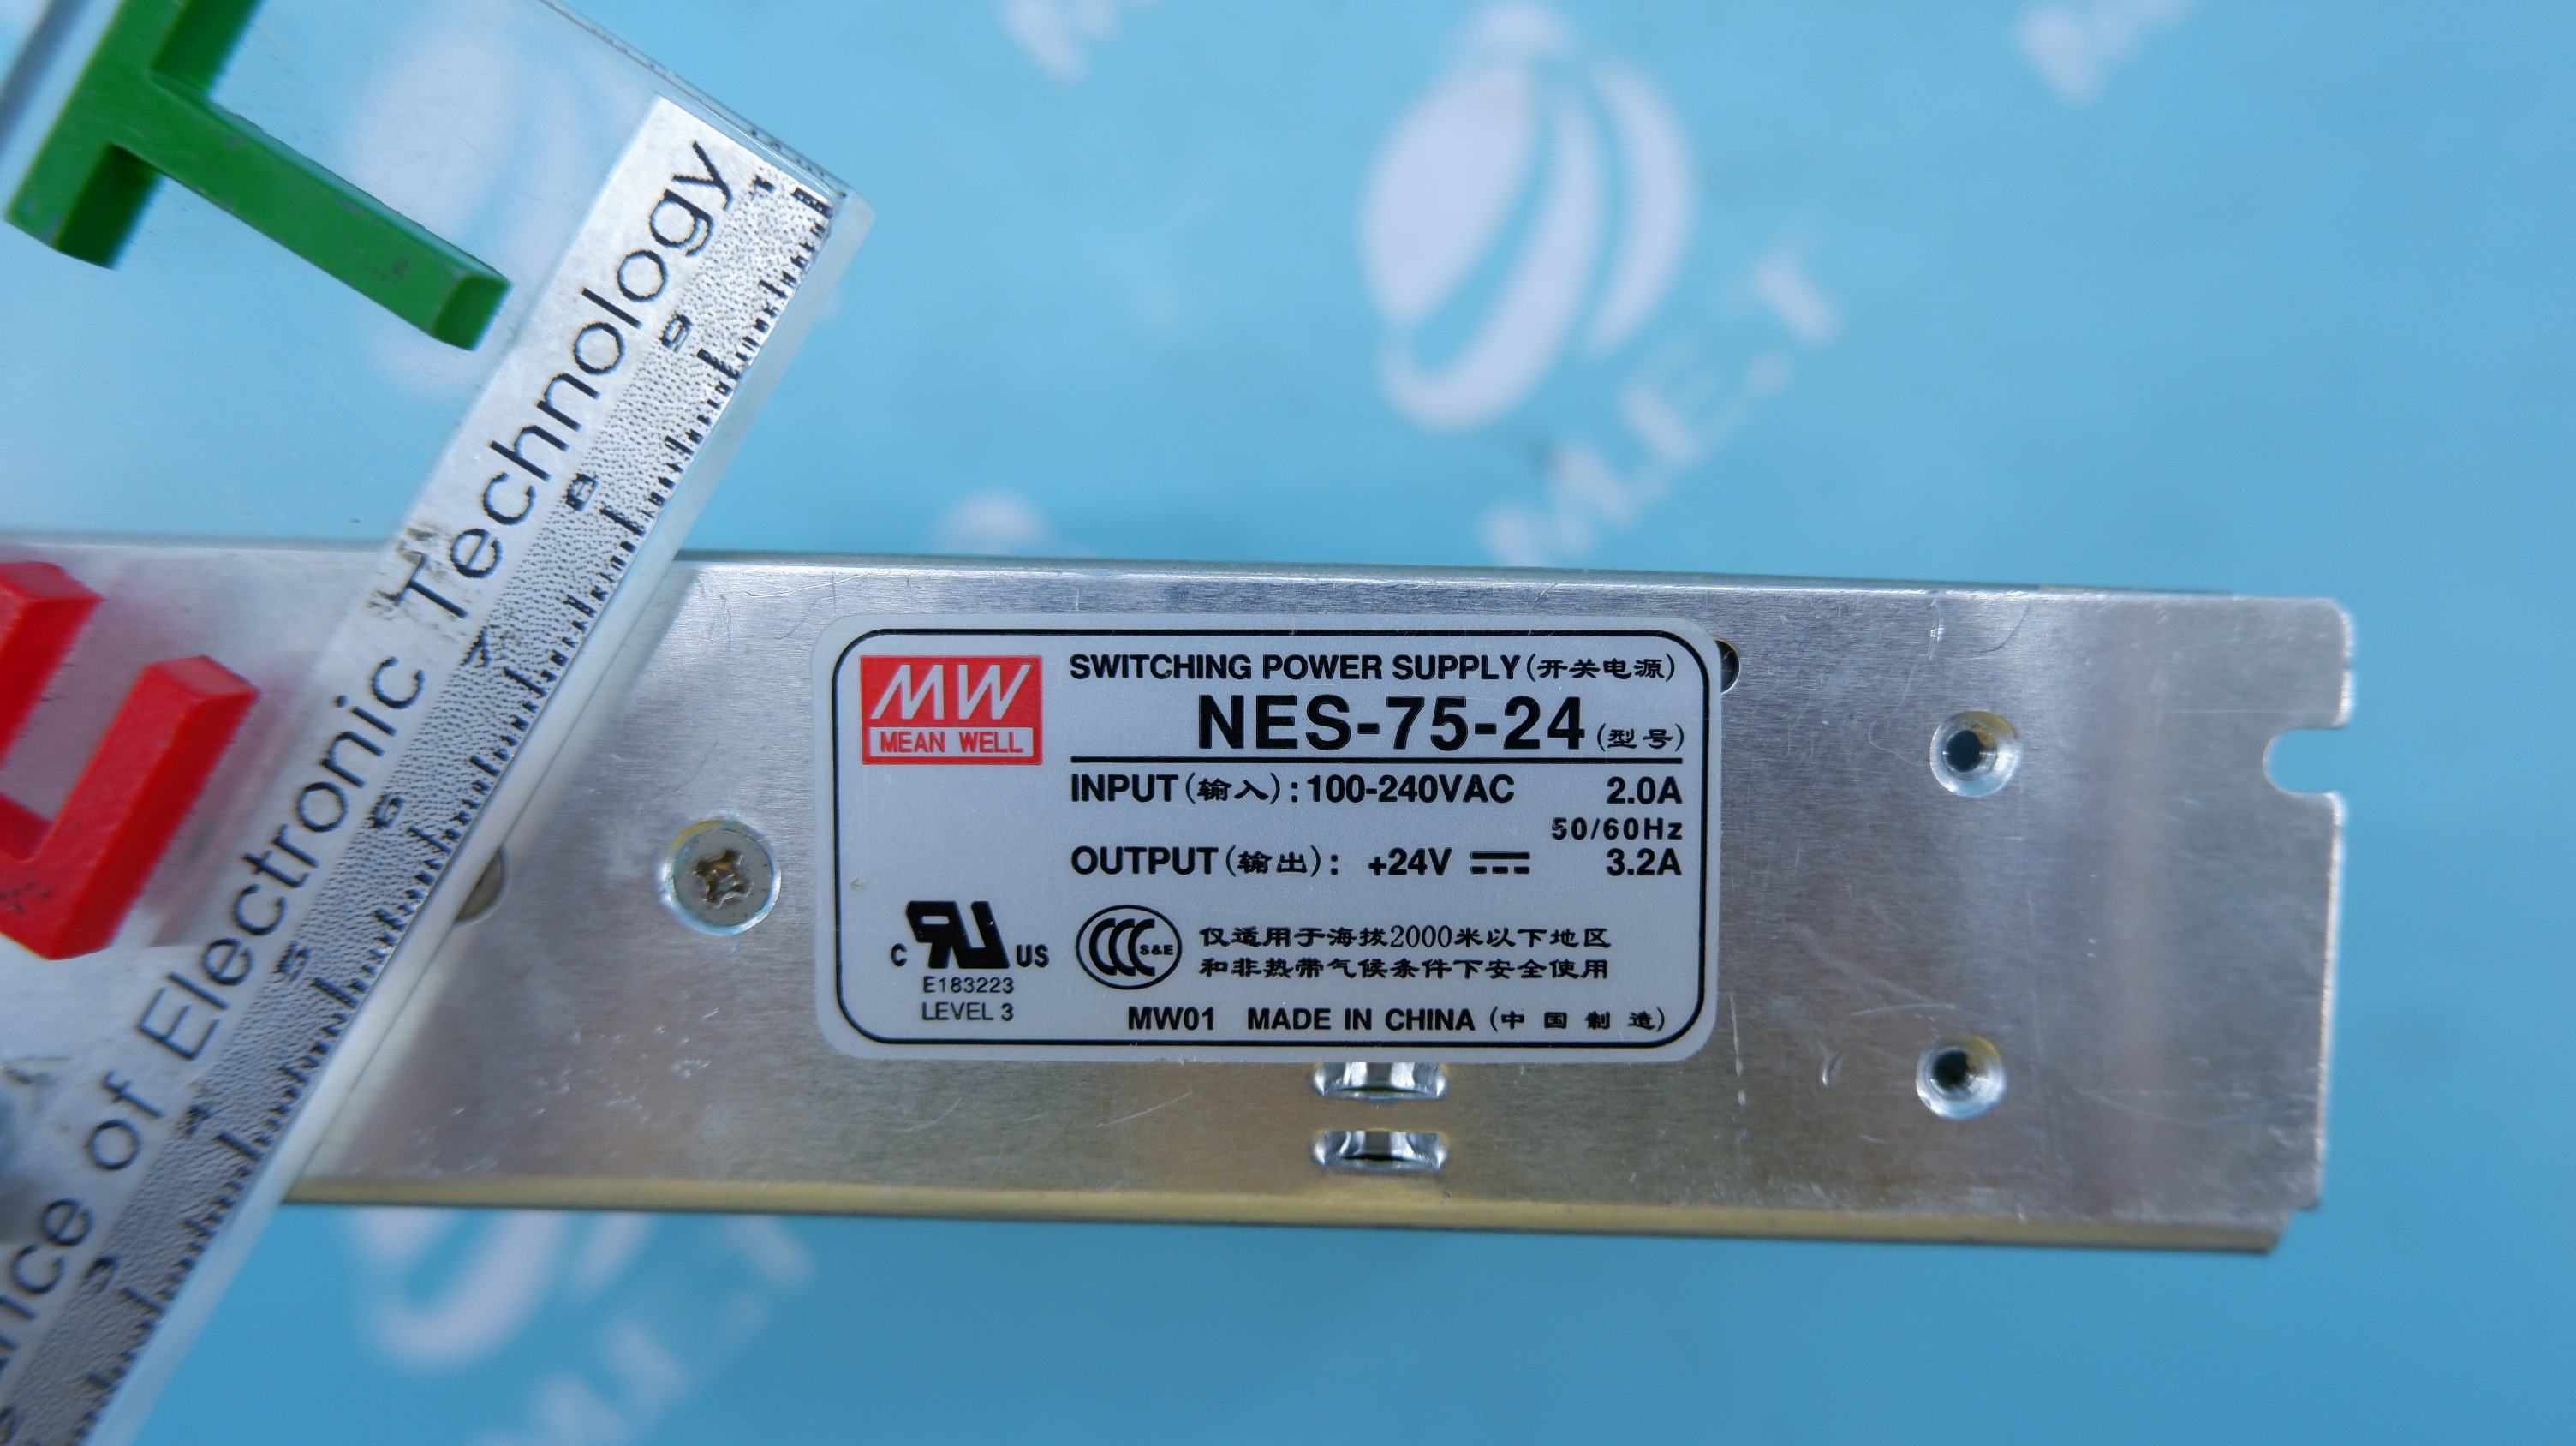 Technology
Electronic
of
MW
MEAN WELL
SWITCHING POWER SUPPLY (开关电源)
NES-75-24 (型号)
INPUT (输入) : 100-240VAC 2.0A
50/60Hz
OUTPUT (输出) : +24V 3.2A
C US
E183223
LEVEL 3
CCC S&E
仅适用于海拔2000米以下地区
和非热带气候条件下安全使用
MW01 MADE IN CHINA (中国制造)
M.E.T